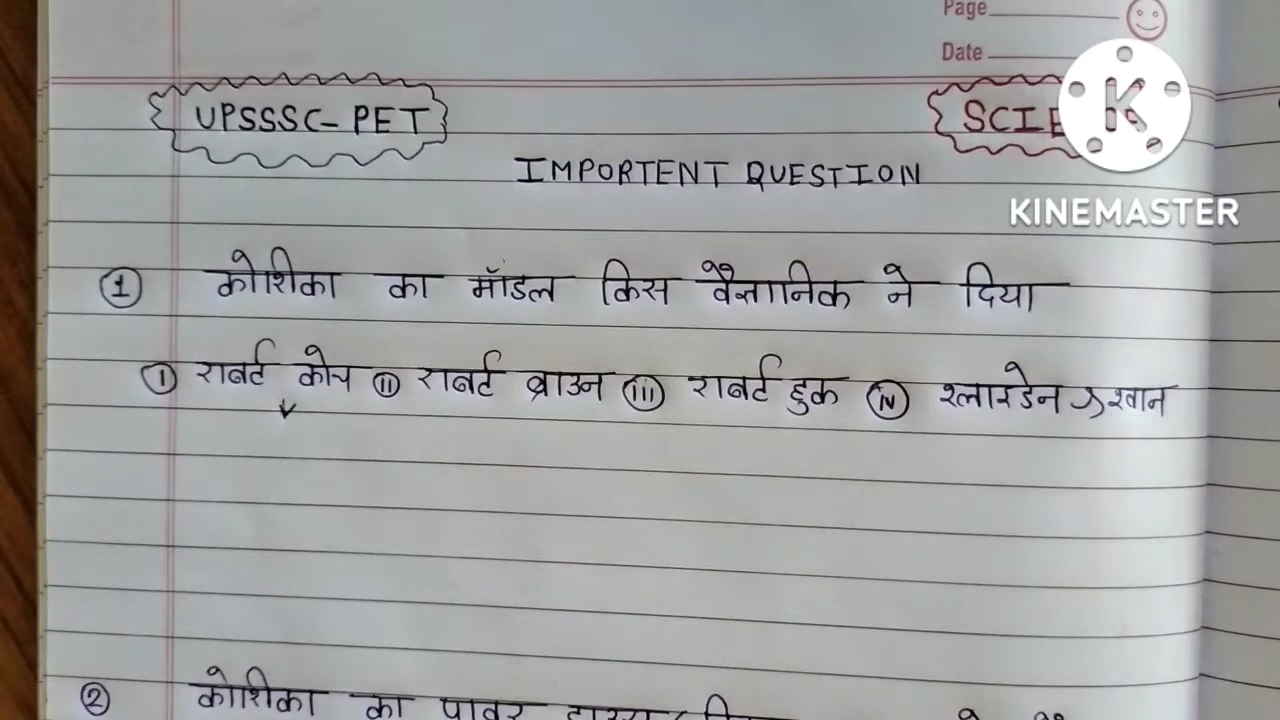 Page
Date
UPSSSC-PET
SCIE
K
KINEMASTER
IMPORTENT QUESTION
① कोशिका का मॉडल किस वैज्ञानिक ने दिया
ⓘ राबर्ट कोच ⓘⓘ राबर्ट ब्राउन ⓘⓘⓘ राबर्ट हुक ⓘⓥ श्लाइडेन श्वान
② कोशिका का पावर